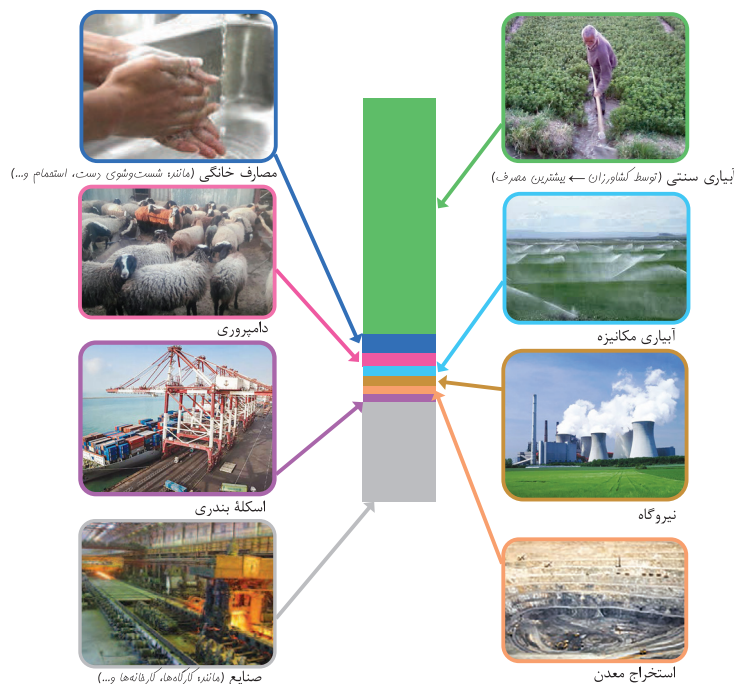 آبیاری سنتی (توسط کشاورزان ← بیشترین مصرف)
مصارف خانگی (مانند: شست‌وشوی دست، استحمام و...)
آبیاری مکانیزه
دامپروری
نیروگاه
اسکلهٔ بندری
استخراج معدن
صنایع (مانند: کارگاه‌ها، کارخانه‌ها و...)